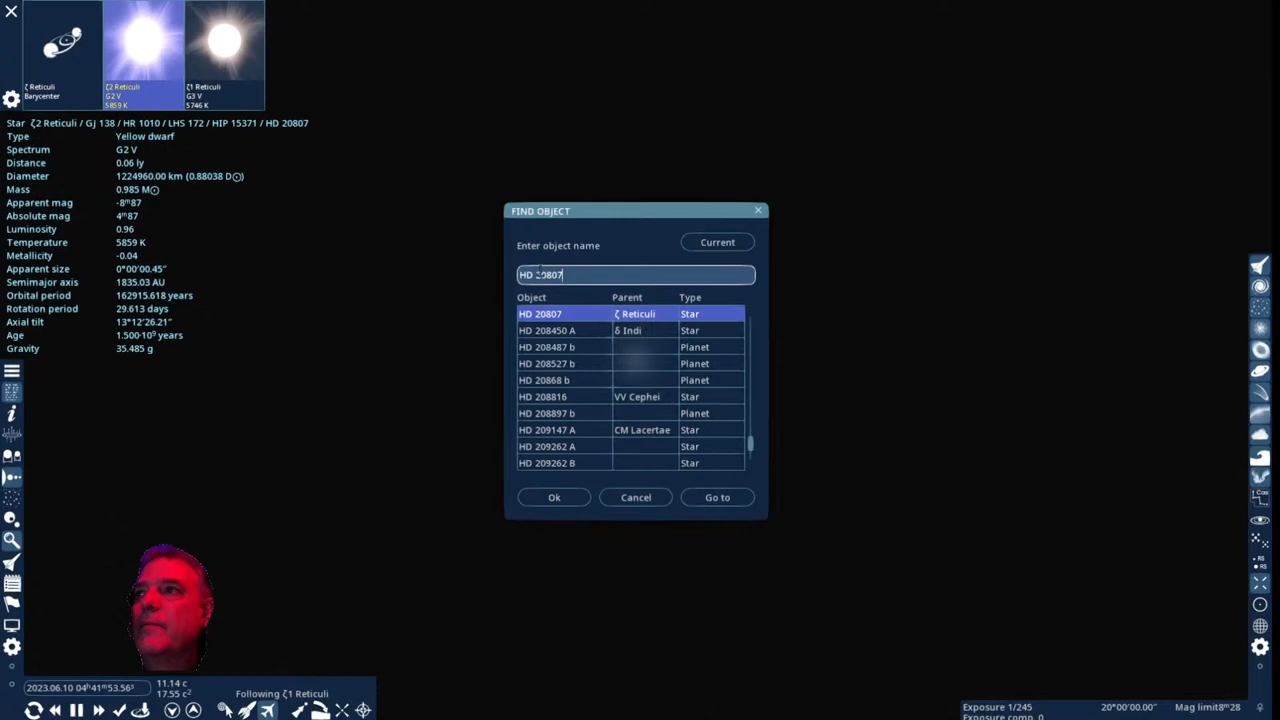 ζ Reticuli
Barycenter
ζ2 Reticuli
G2 V
5859 K
ζ1 Reticuli
G3 V
5746 K
Star ζ2 Reticuli / Gj 138 / HR 1010 / LHS 172 / HIP 15371 / HD 20807
Type Yellow dwarf
Spectrum G2 V
Distance 0.06 ly
Diameter 1224960.00 km (0.88038 D☉)
Mass 0.985 M☉
Apparent mag -8ᵐ87
Absolute mag 4ᵐ87
Luminosity 0.96
Temperature 5859 K
Metallicity -0.04
Apparent size 0°00'00.45"
Semimajor axis 1835.03 AU
Orbital period 162915.618 years
Rotation period 29.613 days
Axial tilt 13°12'26.21"
Age 1.500·10⁹ years
Gravity 35.485 g
FIND OBJECT
Enter object name Current
HD 20807
Object Parent Type
HD 20807 ζ Reticuli Star
HD 208450 A δ Indi Star
HD 208487 b Planet
HD 208527 b Planet
HD 20868 b Planet
HD 208816 VV Cephei Star
HD 208897 b Planet
HD 209147 A CM Lacertae Star
HD 209262 A Star
HD 209262 B Star
Ok Cancel Go to
Cas
RS
RS
2023.06.10 04ʰ41ᵐ53.56ˢ
11.14 c
17.55 c²
Following ζ1 Reticuli
Exposure 1/245 20°00'00.00" Mag limit 8ᵐ28
Exposure comp. 0